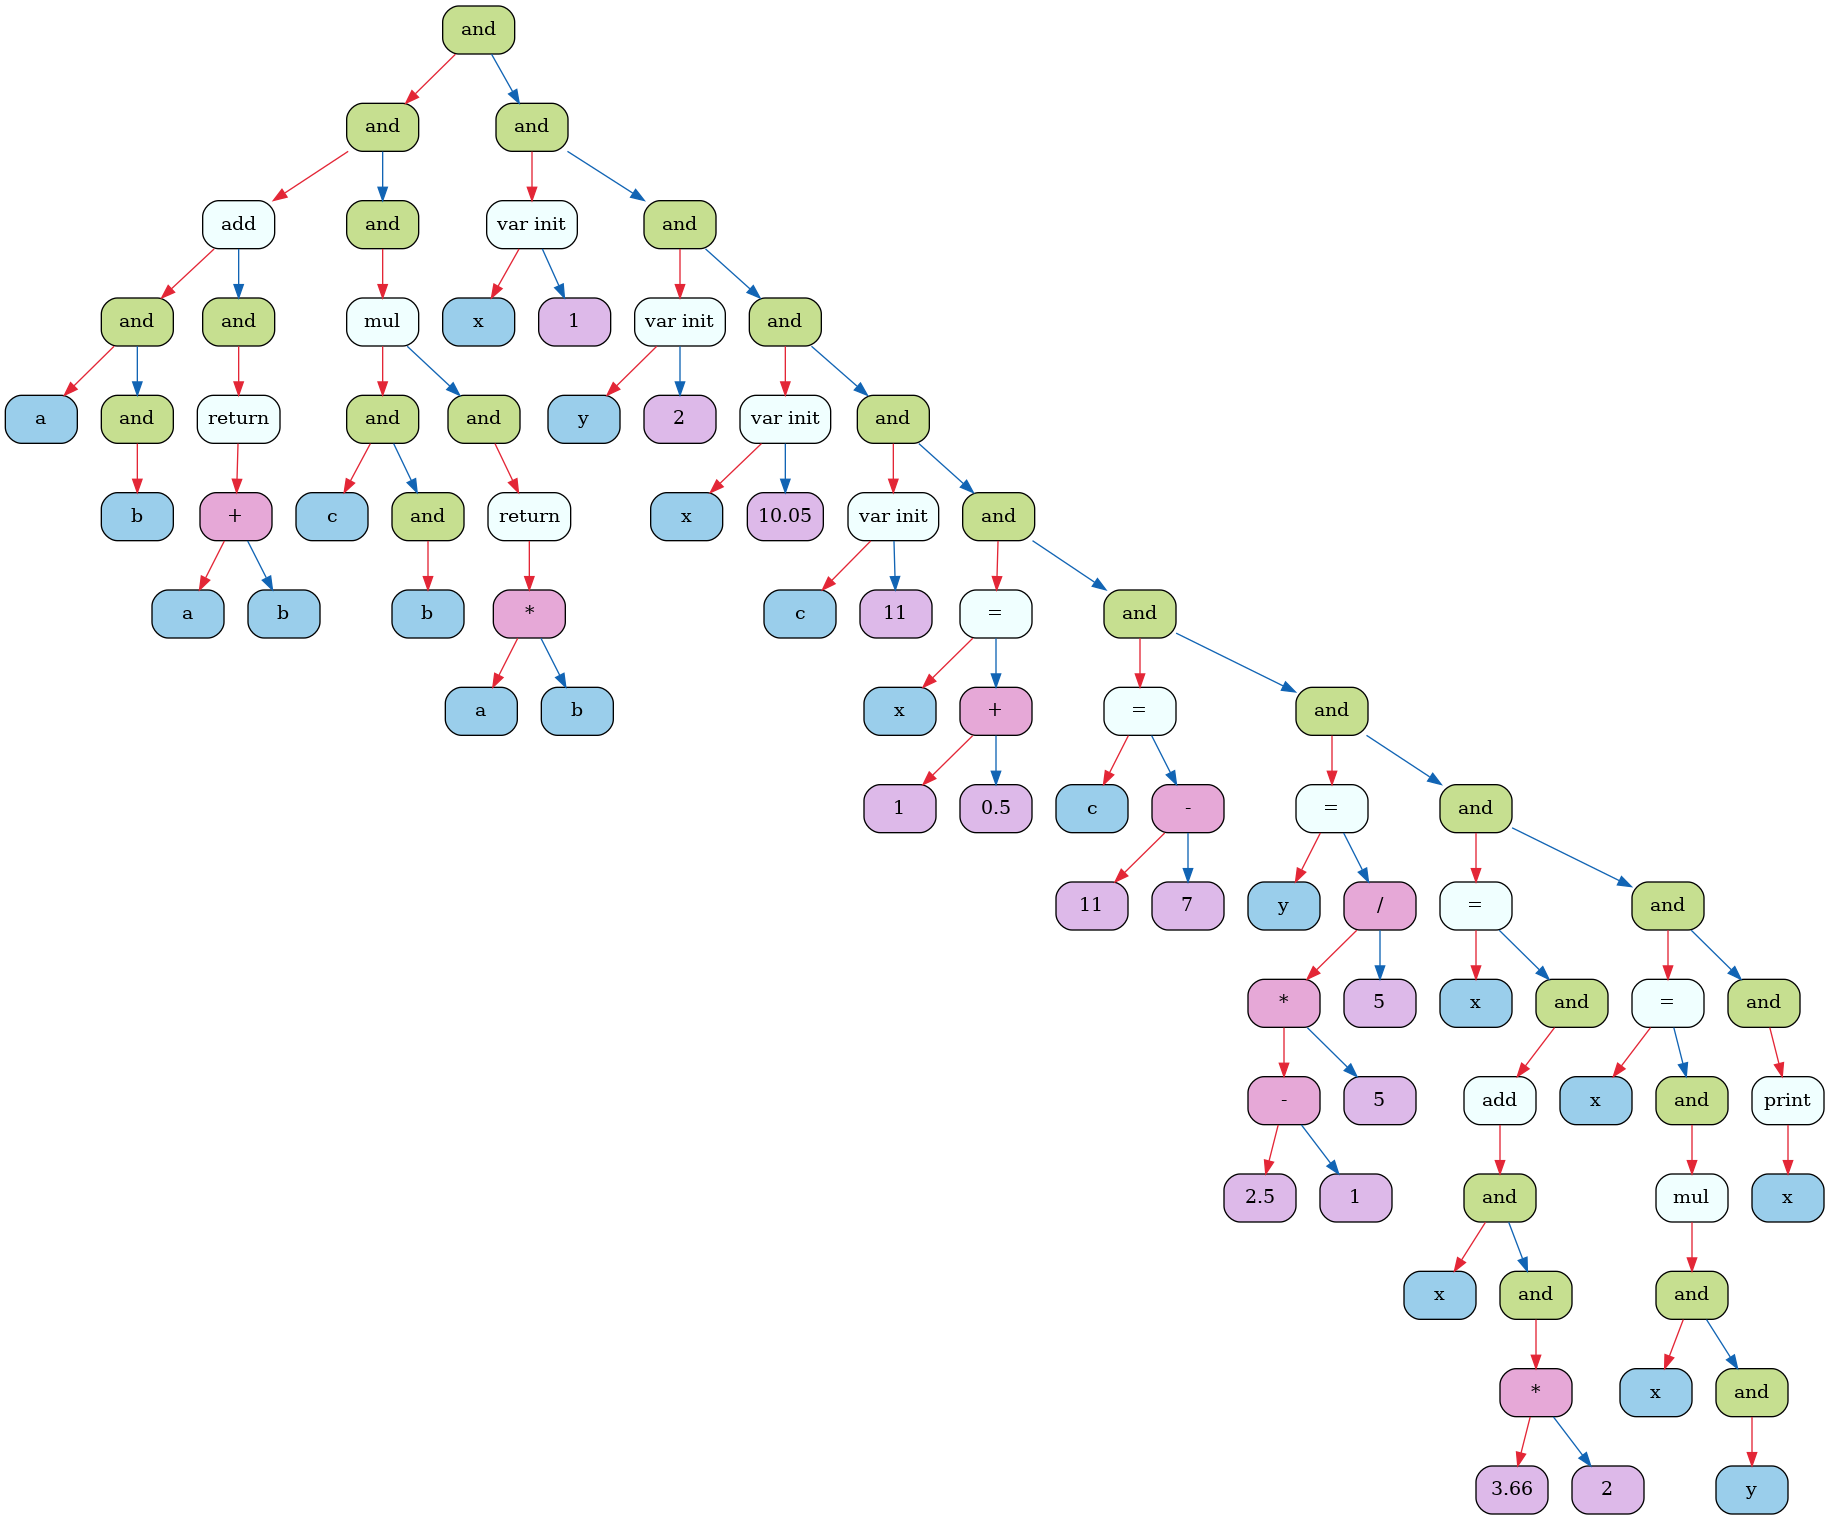 and
and and
add and var init and
and and mul x 1 var init and
a and return and and y 2 var init and
b + c and return x 10.05 var init and
a b b * c 11 = and
a b x + = and
1 0.5 c - = and
11 7 y / = and
* 5 x and = and
- 5 add x and print
2.5 1 and mul x
x and and
* x and
3.66 2 y